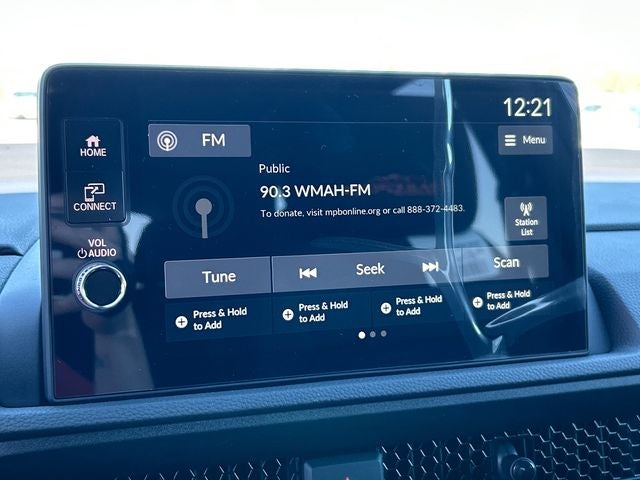 12:21
HOME
FM
Menu
Public
90.3 WMAH-FM
To donate, visit mpbonline.org or call 888-372-4483.
CONNECT
Station
List
VOL
AUDIO
Tune
Seek
Scan
Press & Hold
to Add
Press & Hold
to Add
Press & Hold
to Add
Press & Hold
to Add